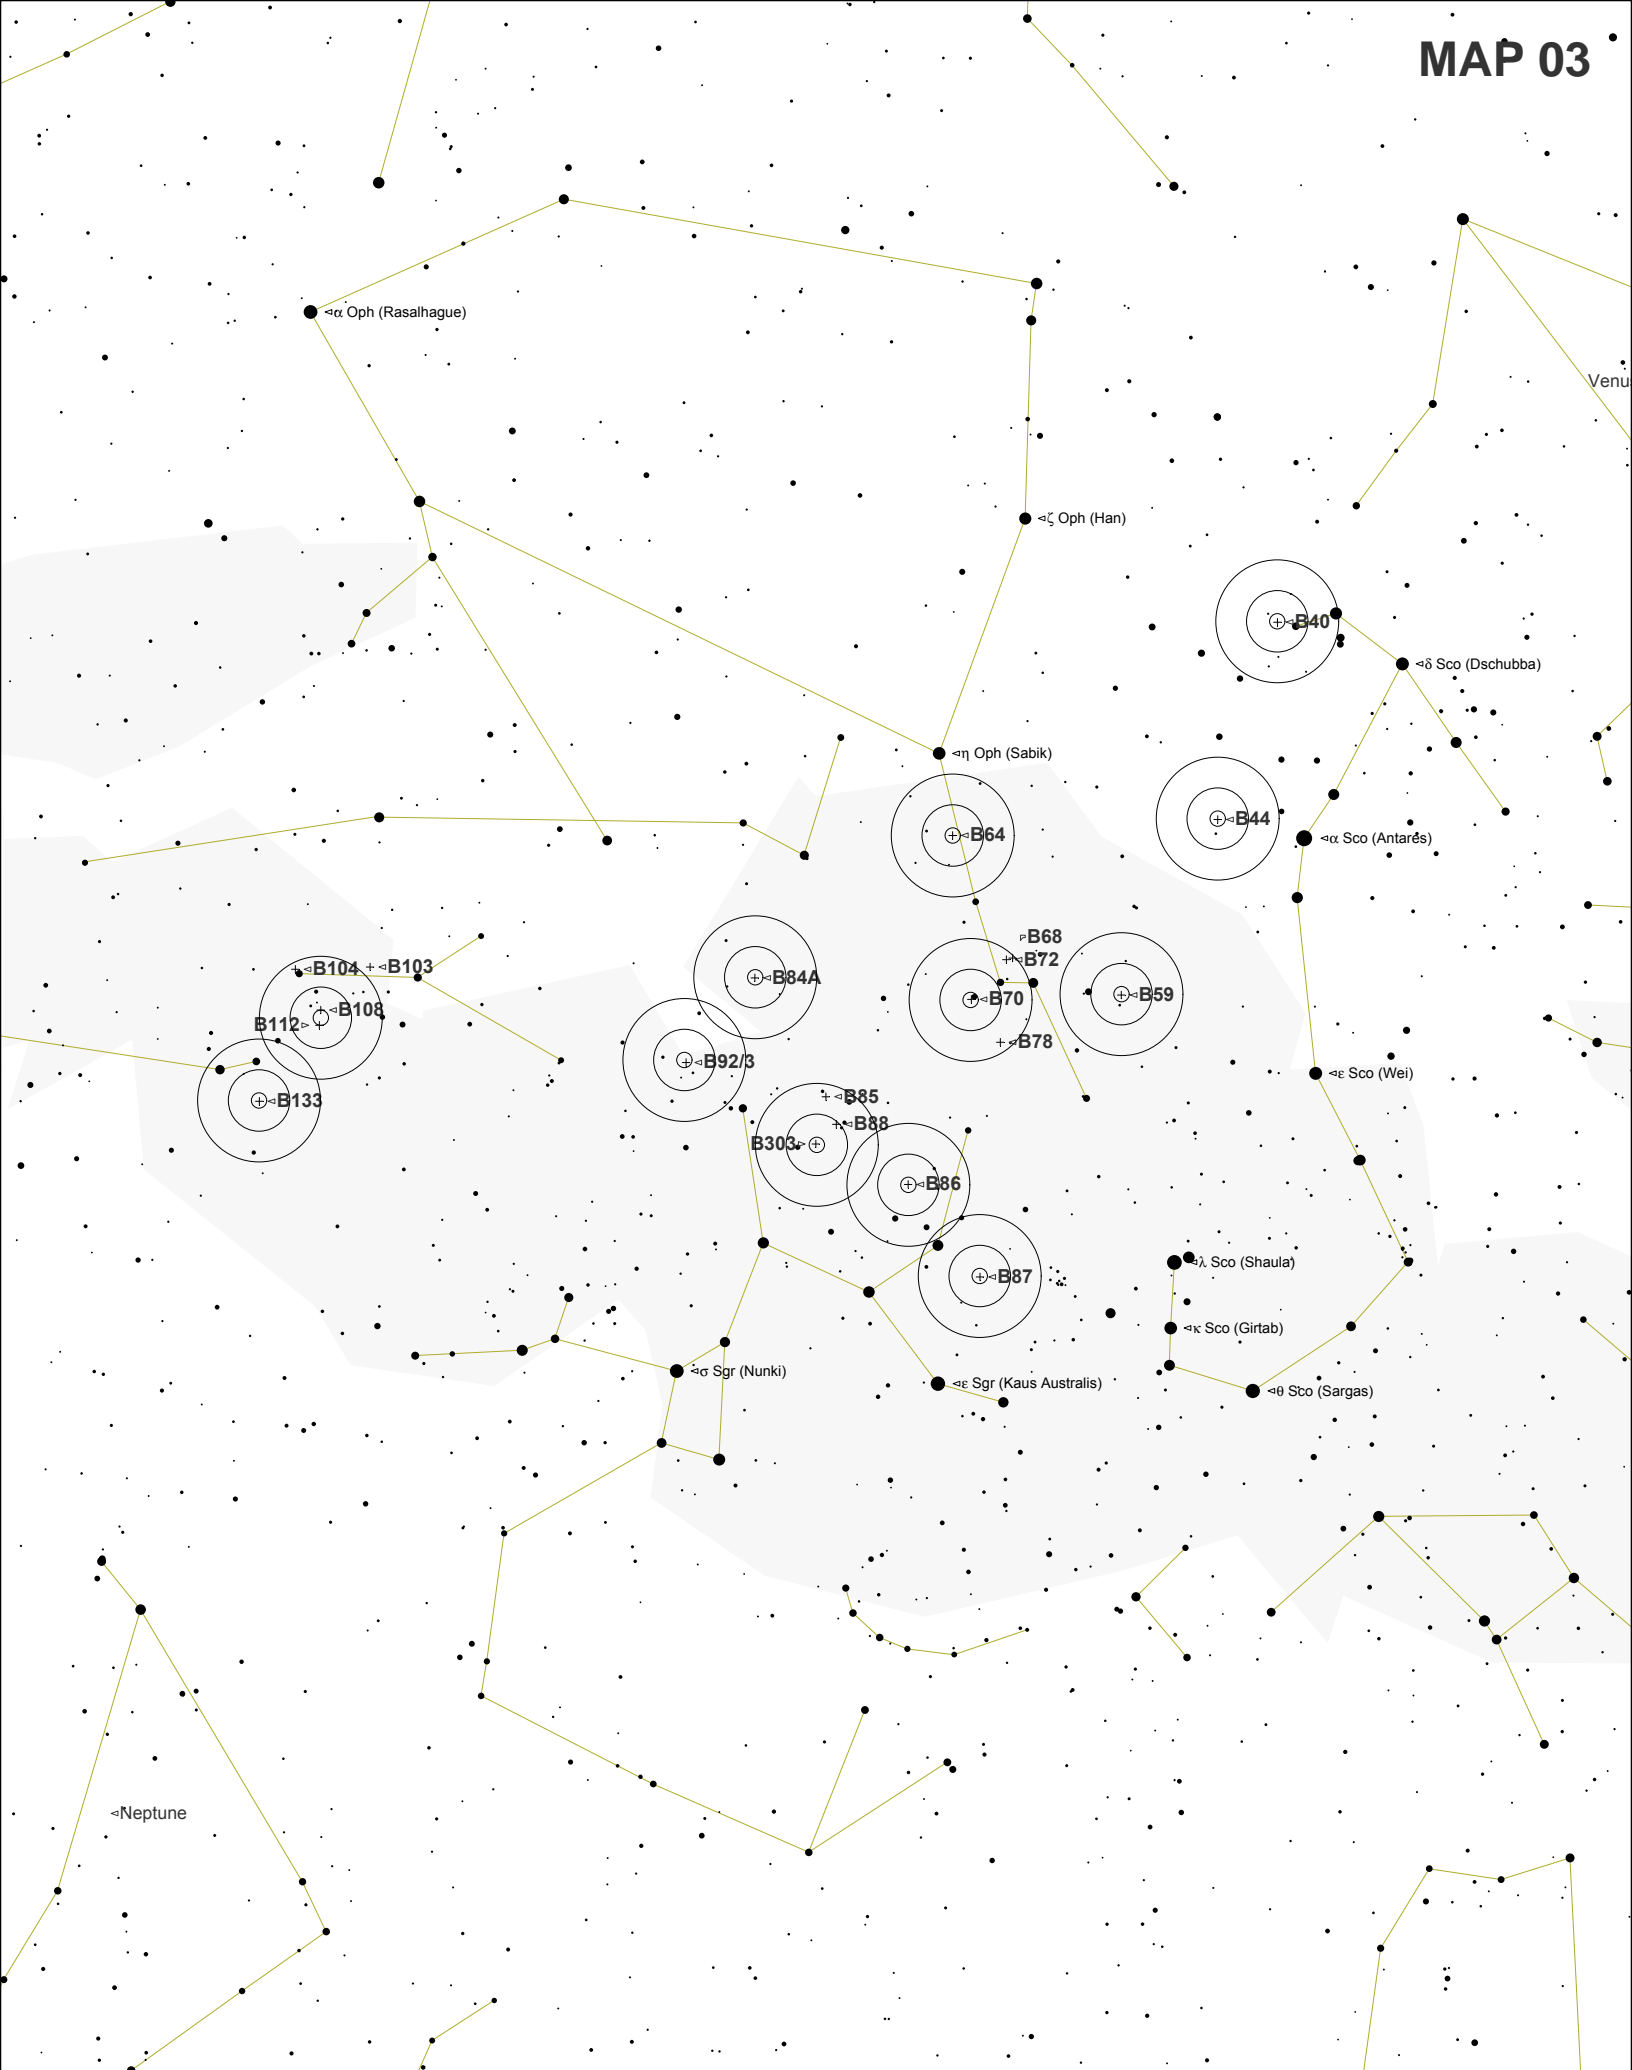 MAP 03
α Oph (Rasalhague)
Venus
ζ Oph (Han)
B40
δ Sco (Dschubba)
η Oph (Sabik)
B44
B64
α Sco (Antares)
B68
B72
B104
B103
B84A
B59
B70
B108
B112
B78
B92/3
ε Sco (Wei)
B133
B85
B88
B303
B86
λ Sco (Shaula)
B87
κ Sco (Girtab)
σ Sgr (Nunki)
ε Sgr (Kaus Australis)
θ Sco (Sargas)
Neptune